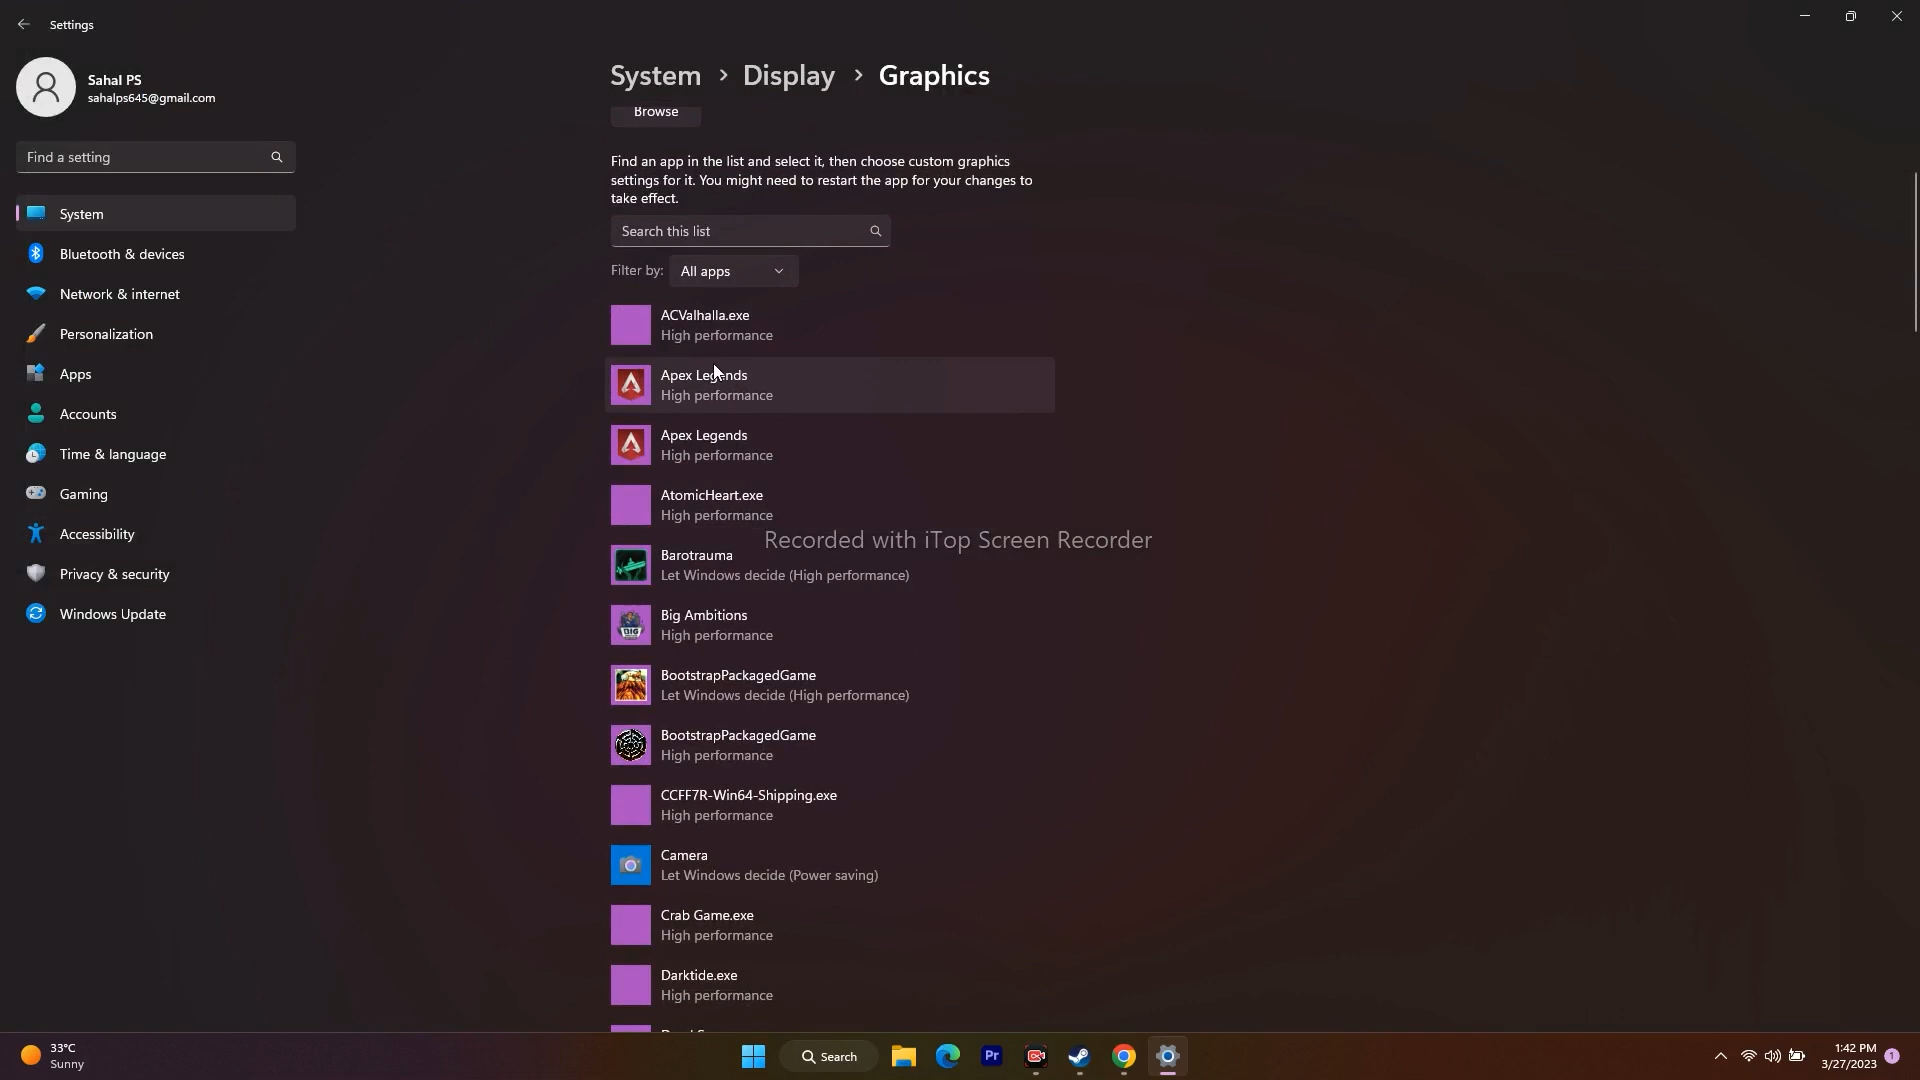 Settings
Sahal PS
sahalps645@gmail.com
Find a setting
System
Bluetooth & devices
Network & internet
Personalization
Apps
Accounts
Time & language
Gaming
Accessibility
Privacy & security
Windows Update
System > Display > Graphics
Browse
Find an app in the list and select it, then choose custom graphics
settings for it. You might need to restart the app for your changes to
take effect.
Search this list
Filter by: All apps
ACValhalla.exe
High performance
Apex Legends
High performance
Apex Legends
High performance
AtomicHeart.exe
High performance
Recorded with iTop Screen Recorder
Barotrauma
Let Windows decide (High performance)
Big Ambitions
High performance
BootstrapPackagedGame
Let Windows decide (High performance)
BootstrapPackagedGame
High performance
CCFF7R-Win64-Shipping.exe
High performance
Camera
Let Windows decide (Power saving)
Crab Game.exe
High performance
Darktide.exe
High performance
33°C
Sunny
Search
Pr
1:42 PM
3/27/2023
1